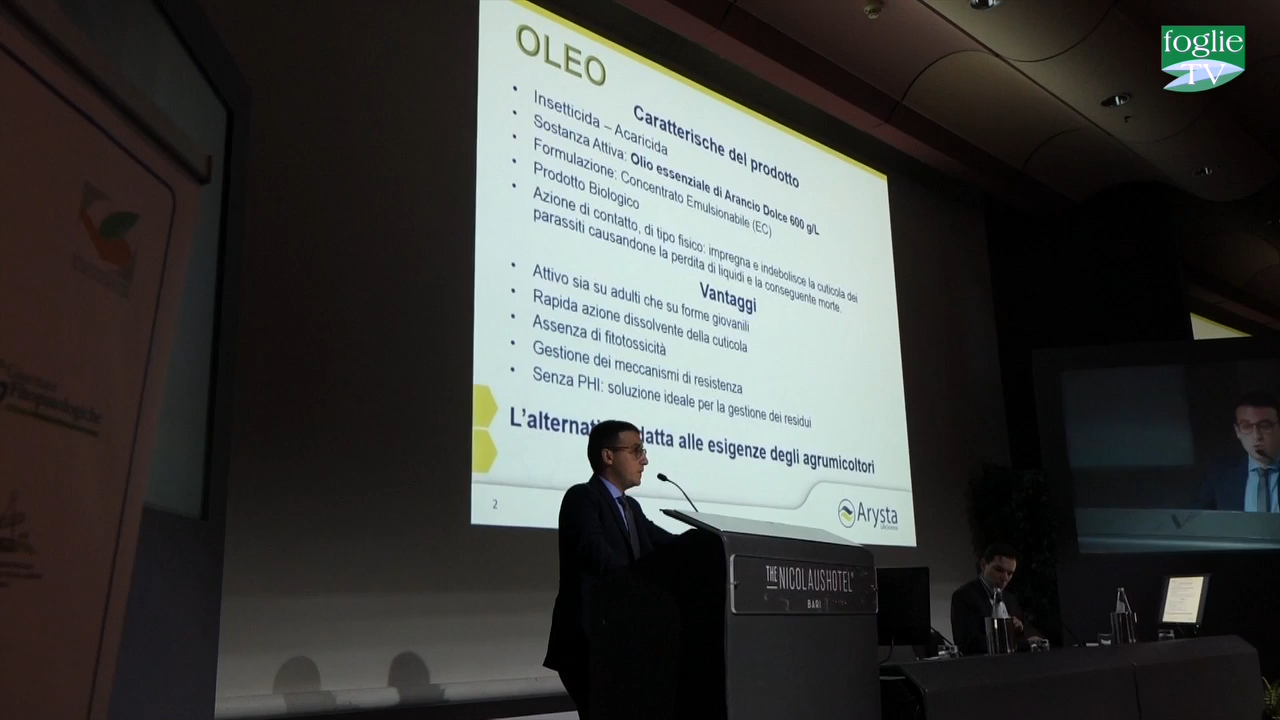 foglie
TV
OLEO
Caratterische del prodotto
• Insetticida – Acaricida
• Sostanza Attiva: Olio essenziale di Arancio Dolce 600 g/L
• Formulazione: Concentrato Emulsionabile (EC)
• Prodotto Biologico
• Azione di contatto, di tipo fisico: impregna e indebolisce la cuticola dei
parassiti causandone la perdita di liquidi e la conseguente morte.
Vantaggi
• Attivo sia su adulti che su forme giovanili
• Rapida azione dissolvente della cuticola
• Assenza di fitotossicità
• Gestione dei meccanismi di resistenza
• Senza PHI: soluzione ideale per la gestione dei residui
alle esigenze degli agrumicoltori
2
Arysta
THE NICOLAUS HOTEL
BARI
Fitopatologiche